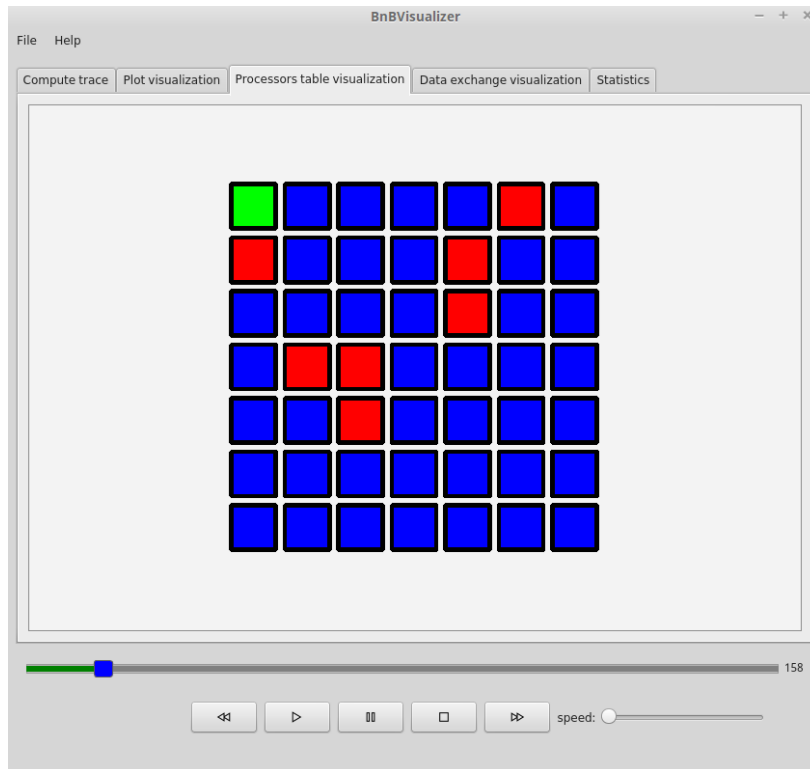 BnBVisualizer
File Help
Compute trace Plot visualization Processors table visualization Data exchange visualization Statistics
158
speed: